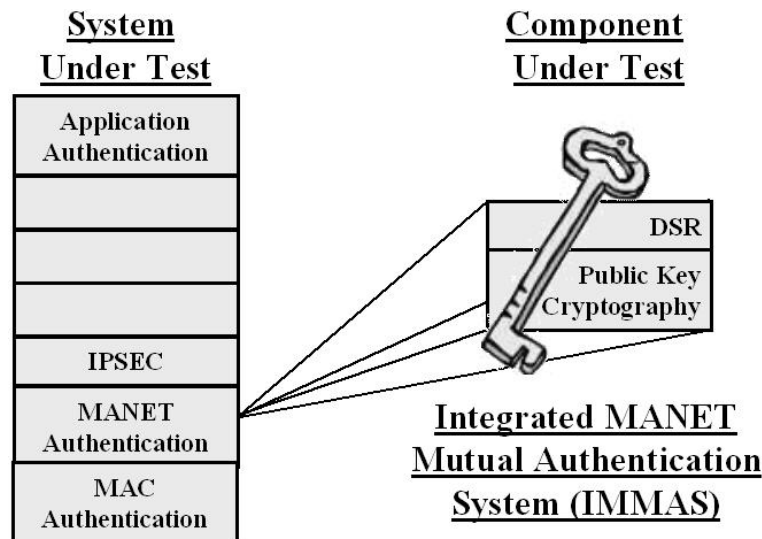 System
Under Test
Application
Authentication
IPSEC
MANET
Authentication
MAC
Authentication
Component
Under Test
DSR
Public Key
Cryptography
Integrated MANET
Mutual Authentication
System (IMMAS)